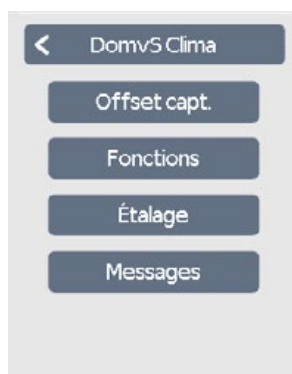 DomvS Clima
Offset capt.
Fonctions
Étalage
Messages